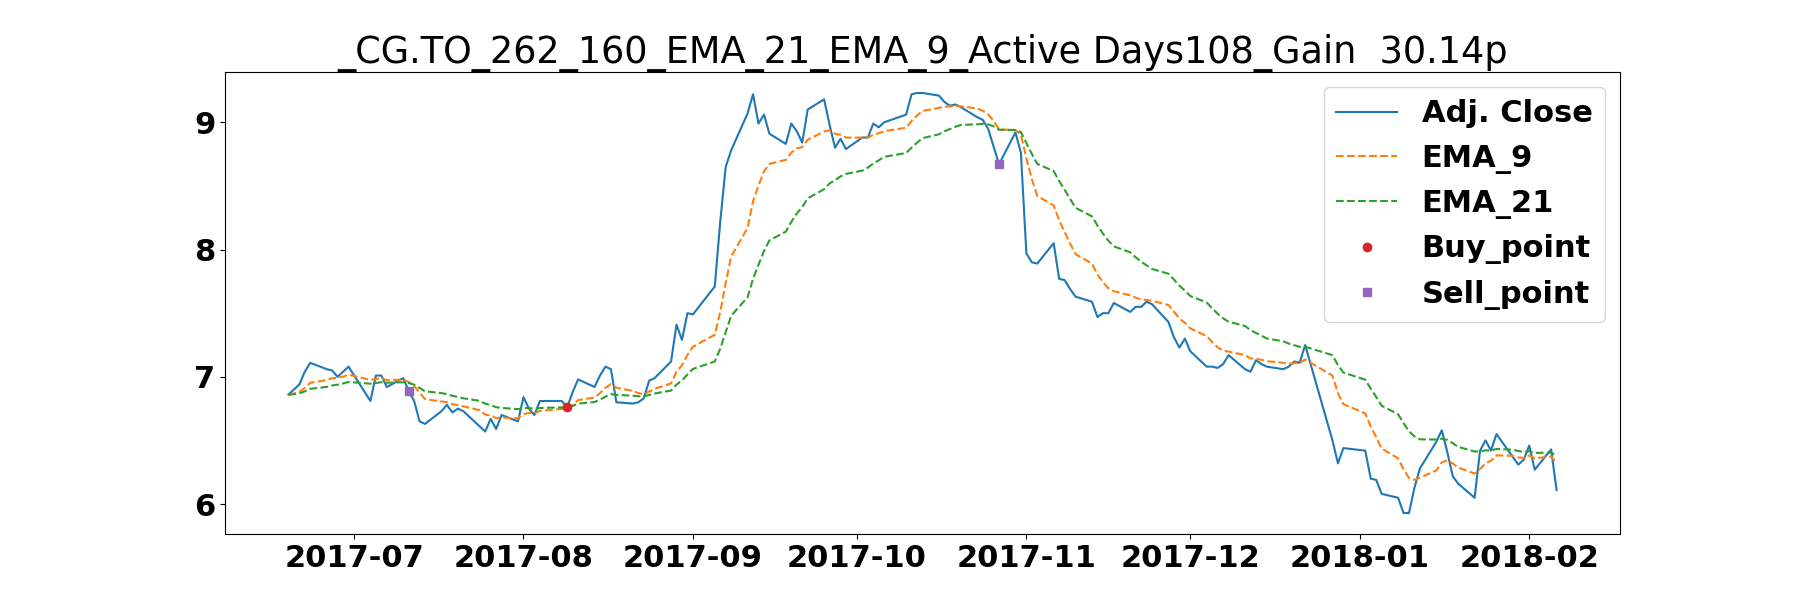 _CG.TO_262_160_EMA_21_EMA_9_Active Days108_Gain  30.14p
Adj. Close
EMA_9
EMA_21
Buy_point
Sell_point
9
8
7
6
2017-07 2017-08 2017-09 2017-10 2017-11 2017-12 2018-01 2018-02